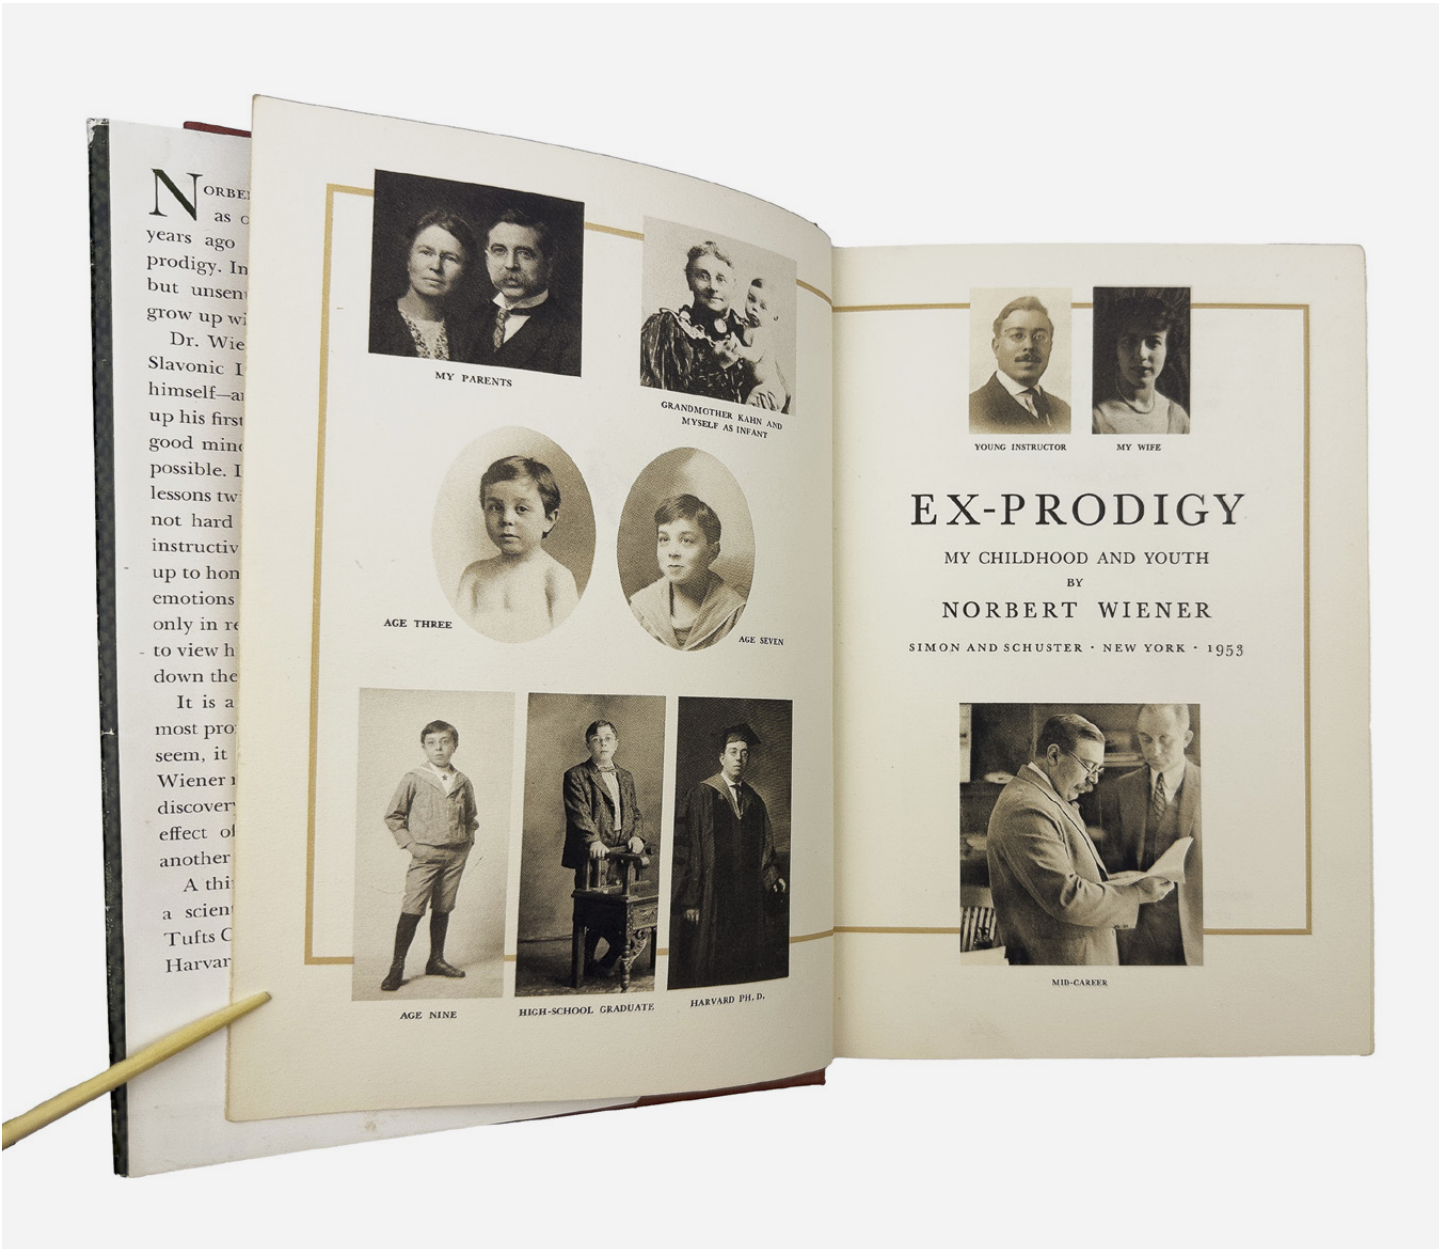 NORBE
as
years ago
prodigy. In
but unsen
grow up wi
Dr. Wie
Slavonic
himself—a
up his first
good min
possible. I
lessons tw
not hard
instructiv
up to hon
emotions
only in re
to view h
down the
It is a
most pro
seem, it
Wiener
discover
effect of
another
A thi
a scien
Tufts C
Harvar
MY PARENTS
GRANDMOTHER KAHN AND
MYSELF AS INFANT
AGE THREE
AGE SEVEN
AGE NINE
HIGH-SCHOOL GRADUATE
HARVARD PH. D.
YOUNG INSTRUCTOR
MY WIFE
EX-PRODIGY
MY CHILDHOOD AND YOUTH
BY
NORBERT WIENER
SIMON AND SCHUSTER · NEW YORK · 1953
MID-CAREER